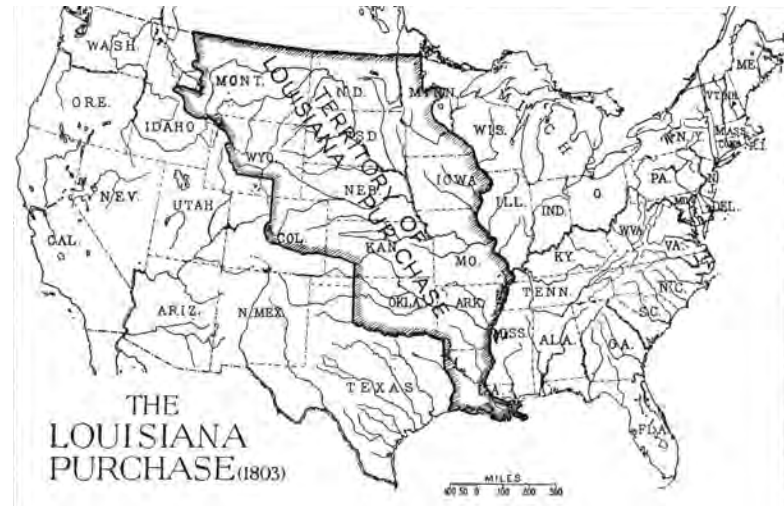 WASH.
MONT.
N.D.
MINN.
ME.
ORE.
IDAHO
S.D.
WIS.
MICH
N.Y.
VT.
N.H.
MASS.
WYO.
NEB.
IOWA
PA.
NEV.
UTAH
COL.
KAN.
MO.
ILL.
IND.
O.
W.VA.
VA.
DEL.
CAL.
KY.
ARIZ.
N.MEX.
OKLA.
ARK.
TENN.
N.C.
S.C.
TEXAS
LA.
MISS.
ALA.
GA.
FLA.
TERRITORY OF
LOUISIANA PURCHASE
THE
LOUISIANA
PURCHASE (1803)
MILES